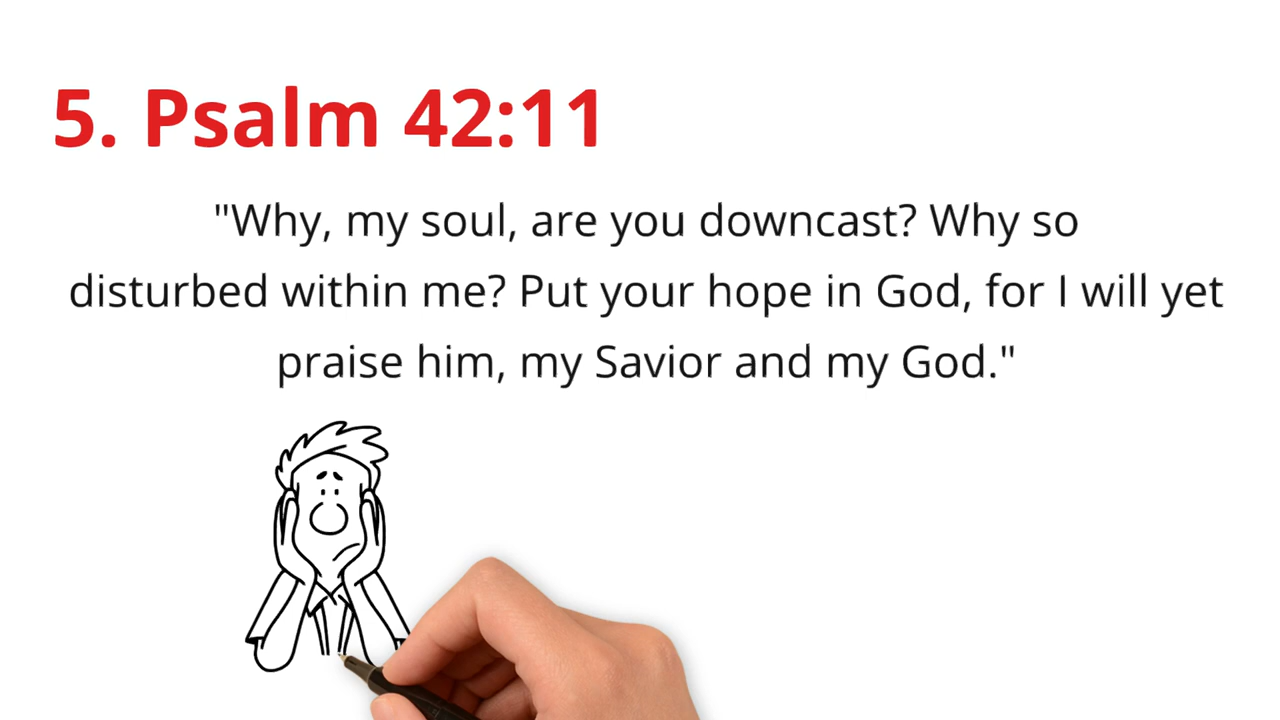 5. Psalm 42:11
"Why, my soul, are you downcast? Why so
disturbed within me? Put your hope in God, for I will yet
praise him, my Savior and my God."